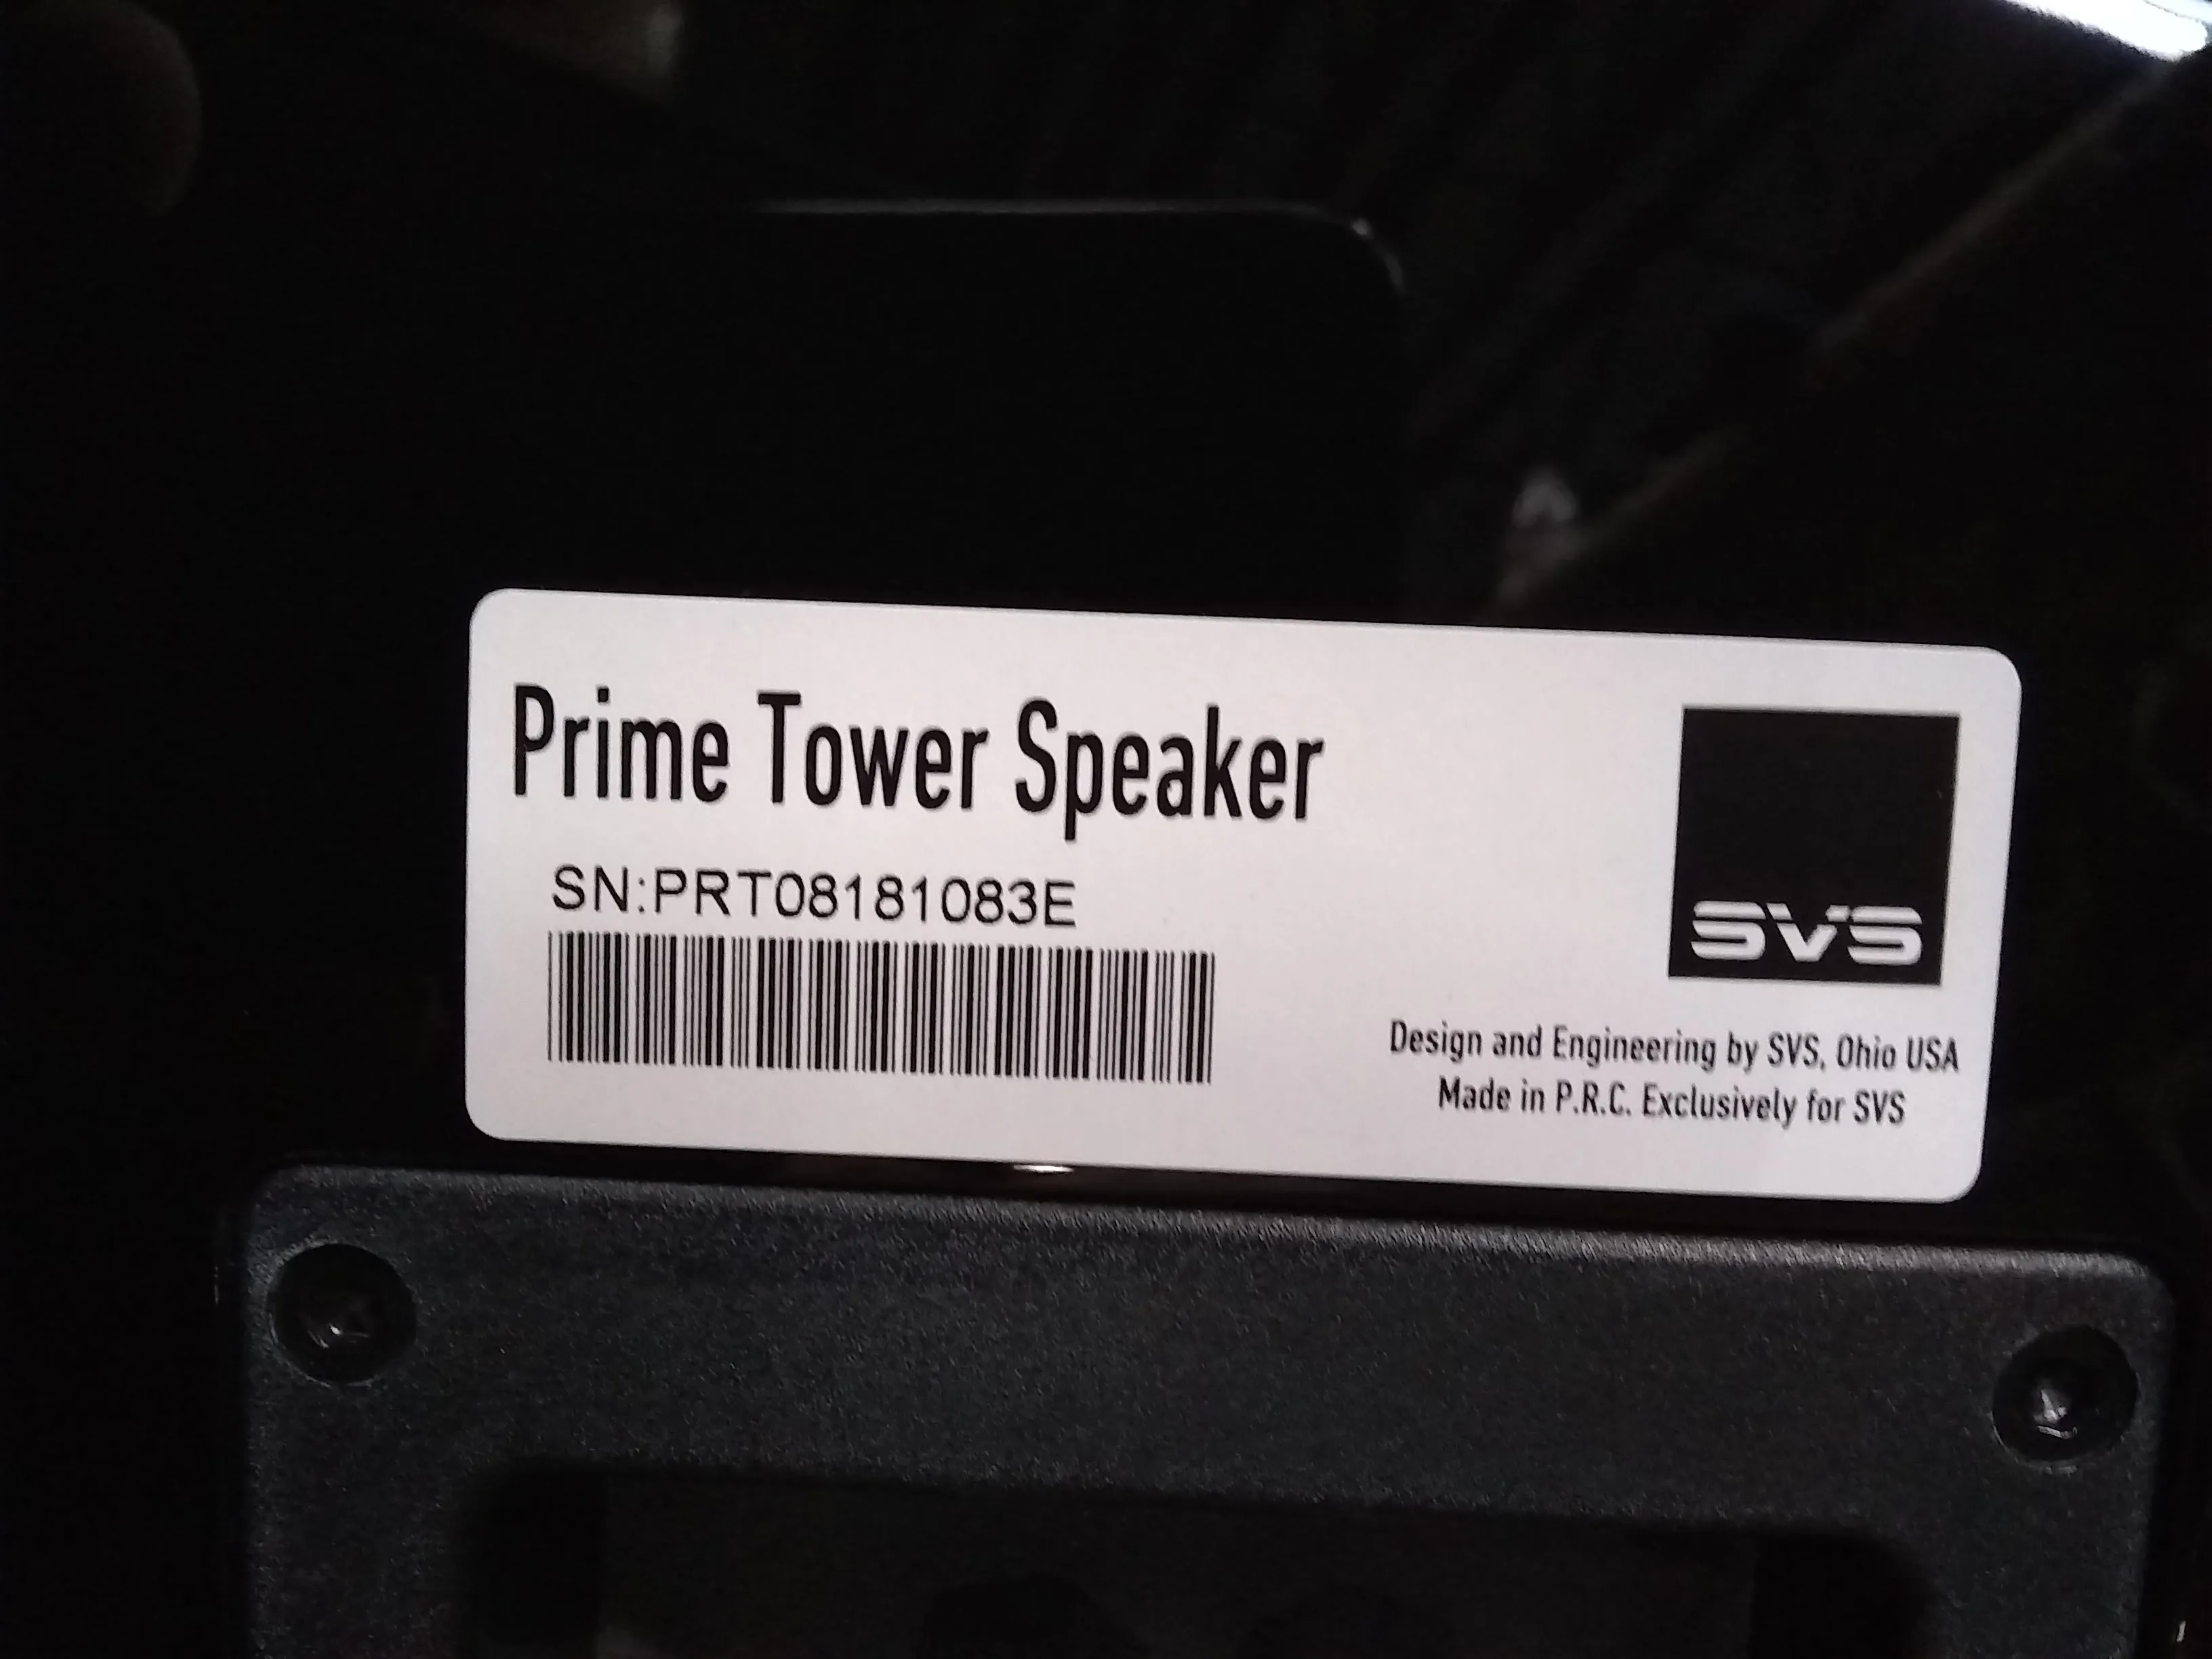 Prime Tower Speaker
SN:PRT08181083E
SVS
Design and Engineering by SVS, Ohio USA
Made in P.R.C. Exclusively for SVS